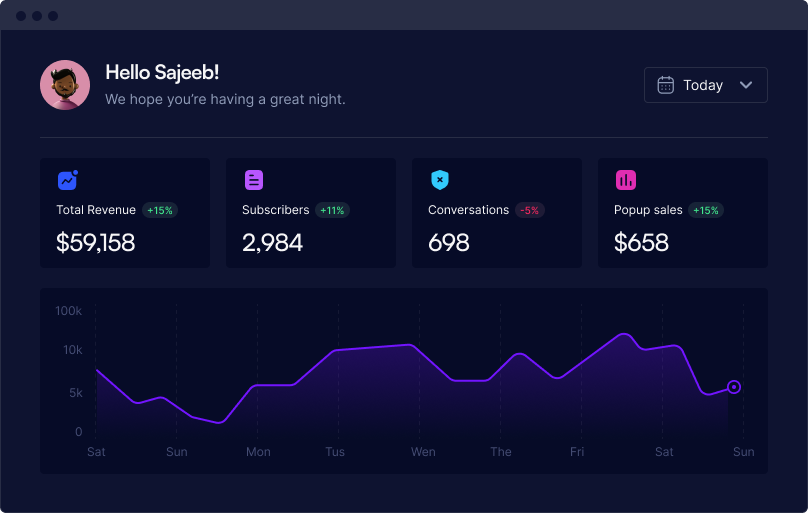 Hello Sajeeb!
We hope you're having a great night.
Today
Total Revenue +15%
$59,158
Subscribers +11%
2,984
Conversations -5%
698
Popup sales +15%
$658
100k
10k
5k
0
Sat Sun Mon Tus Wen The Fri Sat Sun